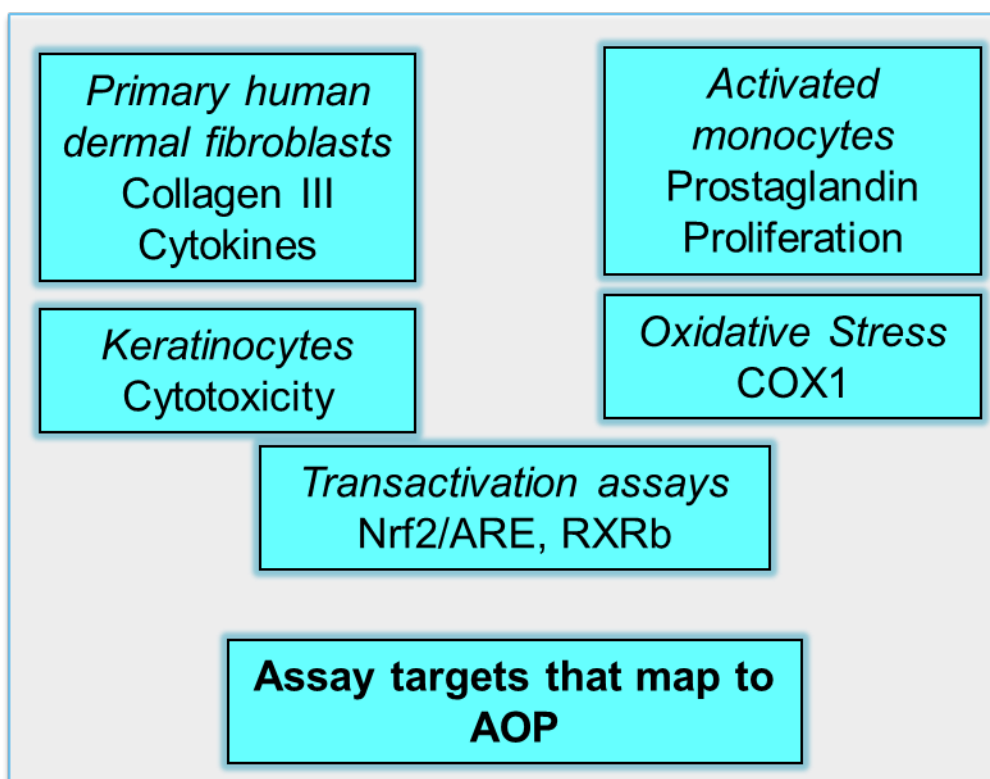 Primary human
dermal fibroblasts
Collagen III
Cytokines
Activated
monocytes
Prostaglandin
Proliferation
Keratinocytes
Cytotoxicity
Oxidative Stress
COX1
Transactivation assays
Nrf2/ARE, RXRb
Assay targets that map to
AOP